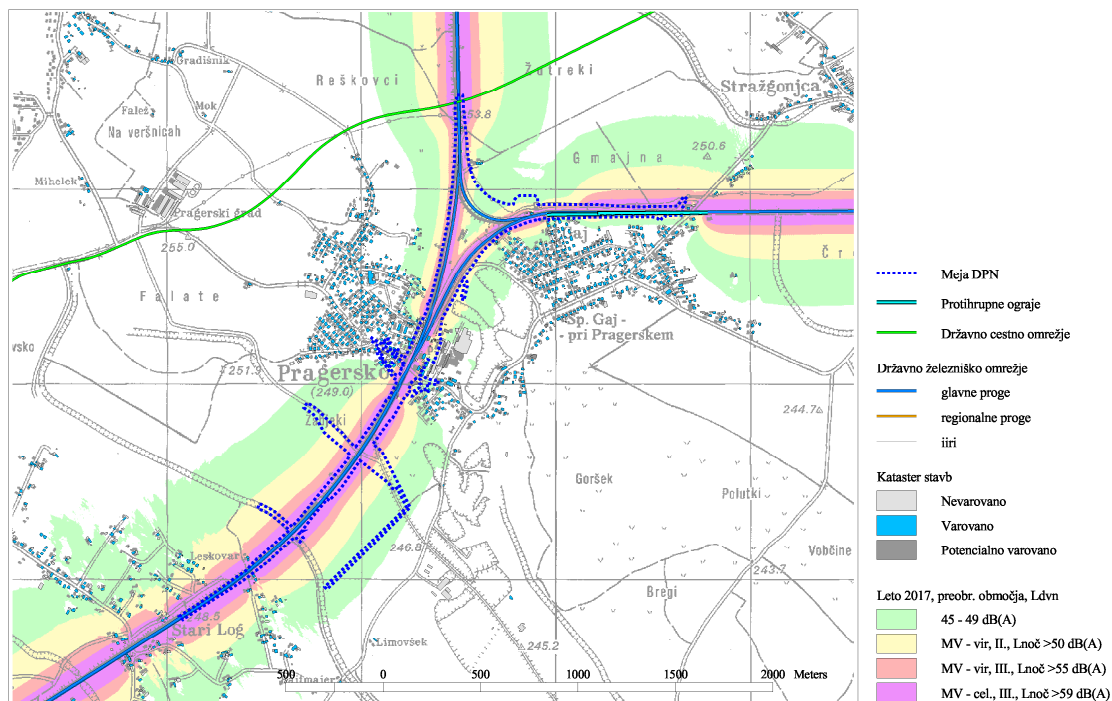 Gradišnik
Reškovci
Žutreki
Stražgonjca
Falež
Mok
Na veršnicah
253.8
Gmajna
250.6
Mihelek
Pragerski grad
255.0
Gaj
Falate
Sp. Gaj -
- pri Pragerskem
251.3
Pragersko
(249.0)
244.7
Goršek
Polutki
246.8
Vobčine
Leskovar
243.7
Bregi
248.5
Stari Log
Limovšek
245.2
500 0 500 1000 1500 2000 Meters
Meja DPN
Protihrupne ograje
Državno cestno omrežje
Državno železniško omrežje
glavne proge
regionalne proge
iiri
Kataster stavb
Nevarovano
Varovano
Potencialno varovano
Leto 2017, preobr. območja, Ldvn
45 - 49 dB(A)
MV - vir, II., Lnoč >50 dB(A)
MV - vir, III., Lnoč >55 dB(A)
MV - cel., III., Lnoč >59 dB(A)